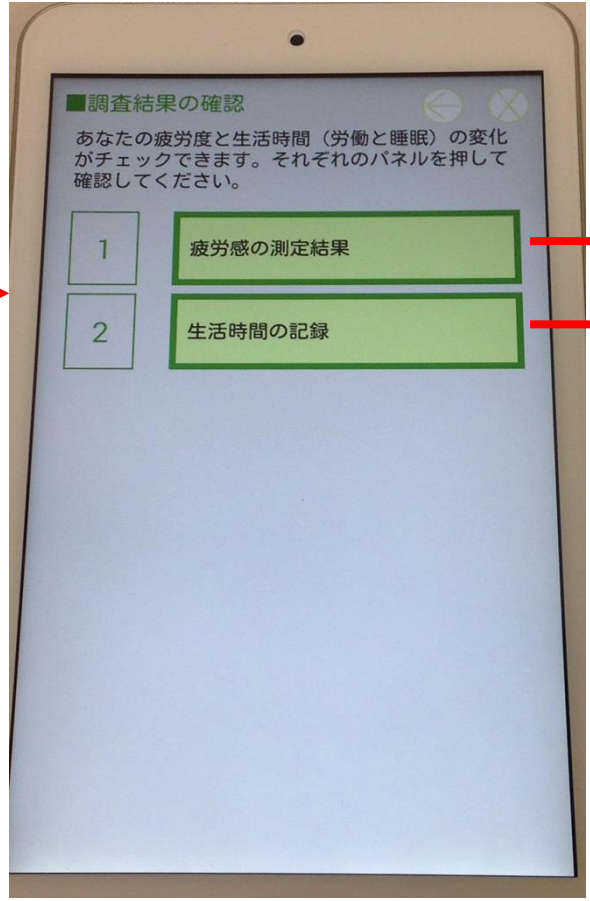 ■調査結果の確認
あなたの疲労度と生活時間（労働と睡眠）の変化
がチェックできます。それぞれのパネルを押して
確認してください。
1
疲労感の測定結果
2
生活時間の記録